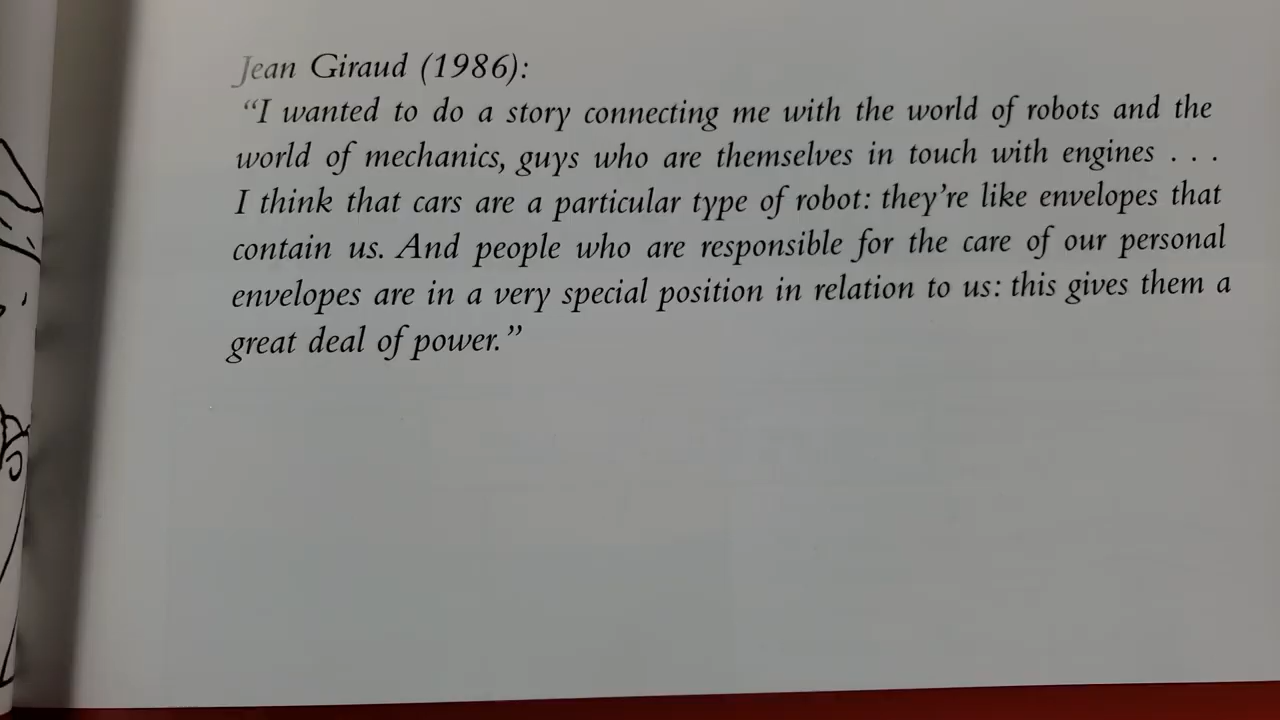 Jean Giraud (1986):
“I wanted to do a story connecting me with the world of robots and the
world of mechanics, guys who are themselves in touch with engines . . .
I think that cars are a particular type of robot: they’re like envelopes that
contain us. And people who are responsible for the care of our personal
envelopes are in a very special position in relation to us: this gives them a
great deal of power.”